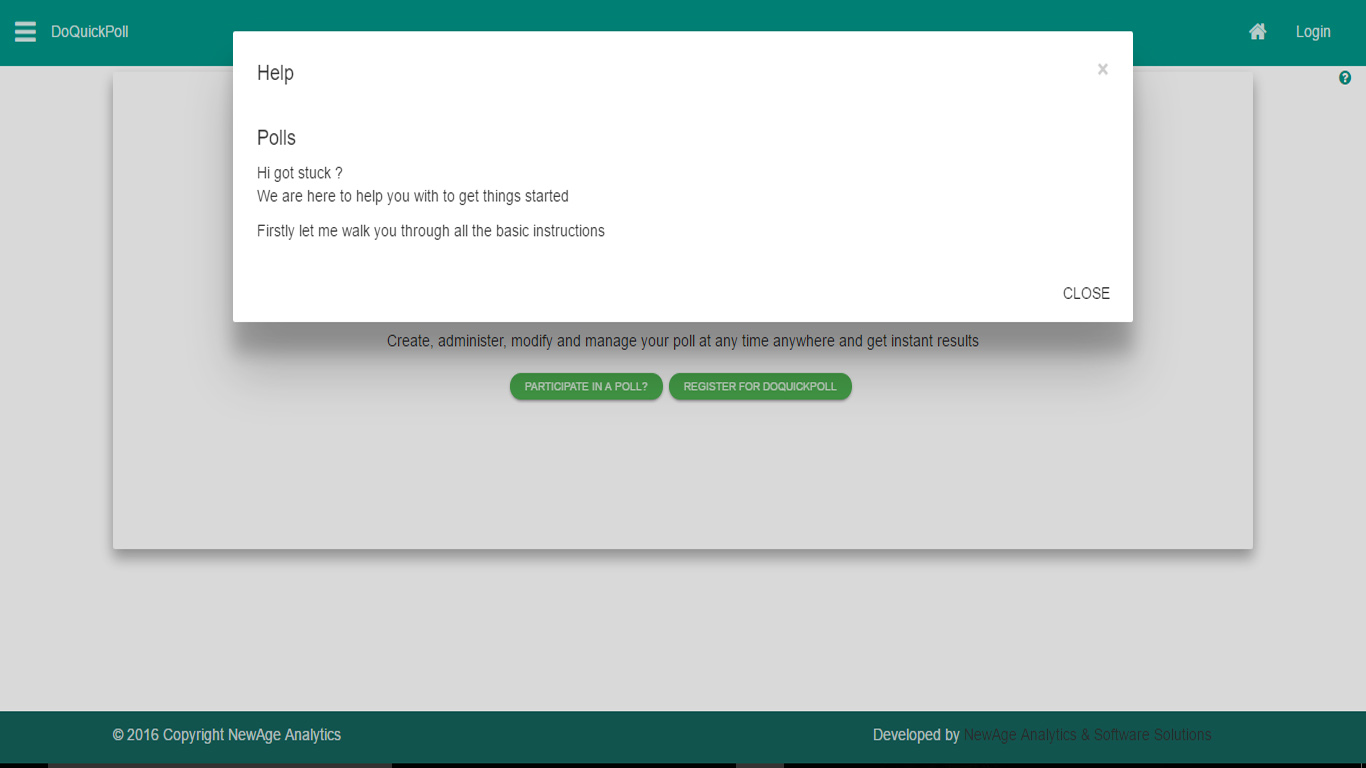 DoQuickPoll
Login
Help
×
Polls
Hi got stuck ?
We are here to help you with to get things started
Firstly let me walk you through all the basic instructions
CLOSE
Create, administer, modify and manage your poll at any time anywhere and get instant results
PARTICIPATE IN A POLL?
REGISTER FOR DOQUICKPOLL
© 2016 Copyright NewAge Analytics
Developed by NewAge Analytics & Software Solutions